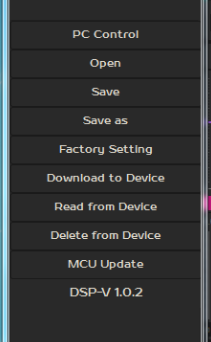 PC Control
Open
Save
Save as
Factory Setting
Download to Device
Read from Device
Delete from Device
MCU Update
DSP-V 1.0.2